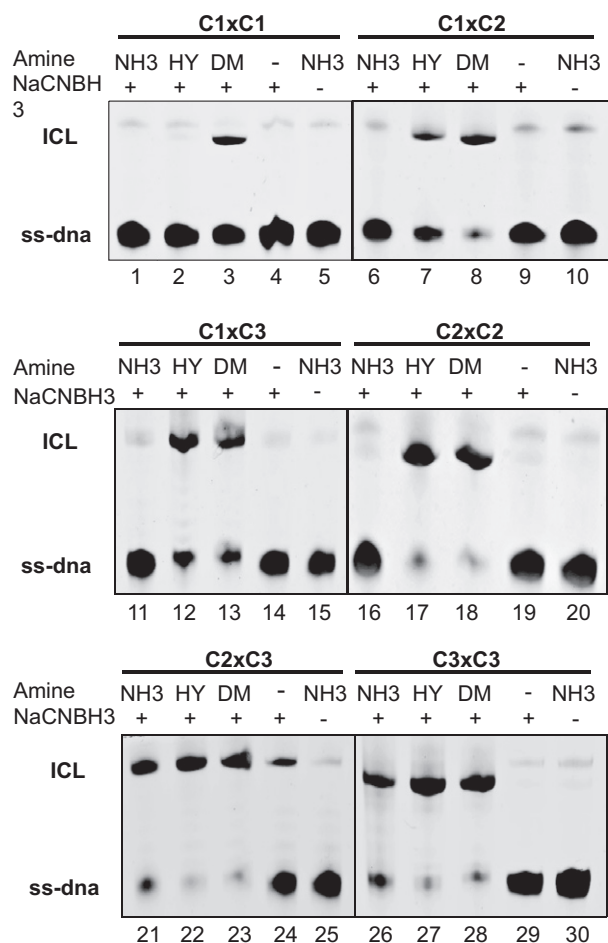 C1xC1 C1xC2
Amine NH3 HY DM - NH3 NH3 HY DM - NH3
NaCNBH + + + + - + + + + -
3
ICL
ss-dna
1 2 3 4 5 6 7 8 9 10
C1xC3 C2xC2
Amine NH3 HY DM - NH3 NH3 HY DM - NH3
NaCNBH3 + + + + - + + + + -
ICL
ss-dna
11 12 13 14 15 16 17 18 19 20
C2xC3 C3xC3
Amine NH3 HY DM - NH3 NH3 HY DM - NH3
NaCNBH3 + + + + - + + + + -
ICL
ss-dna
21 22 23 24 25 26 27 28 29 30